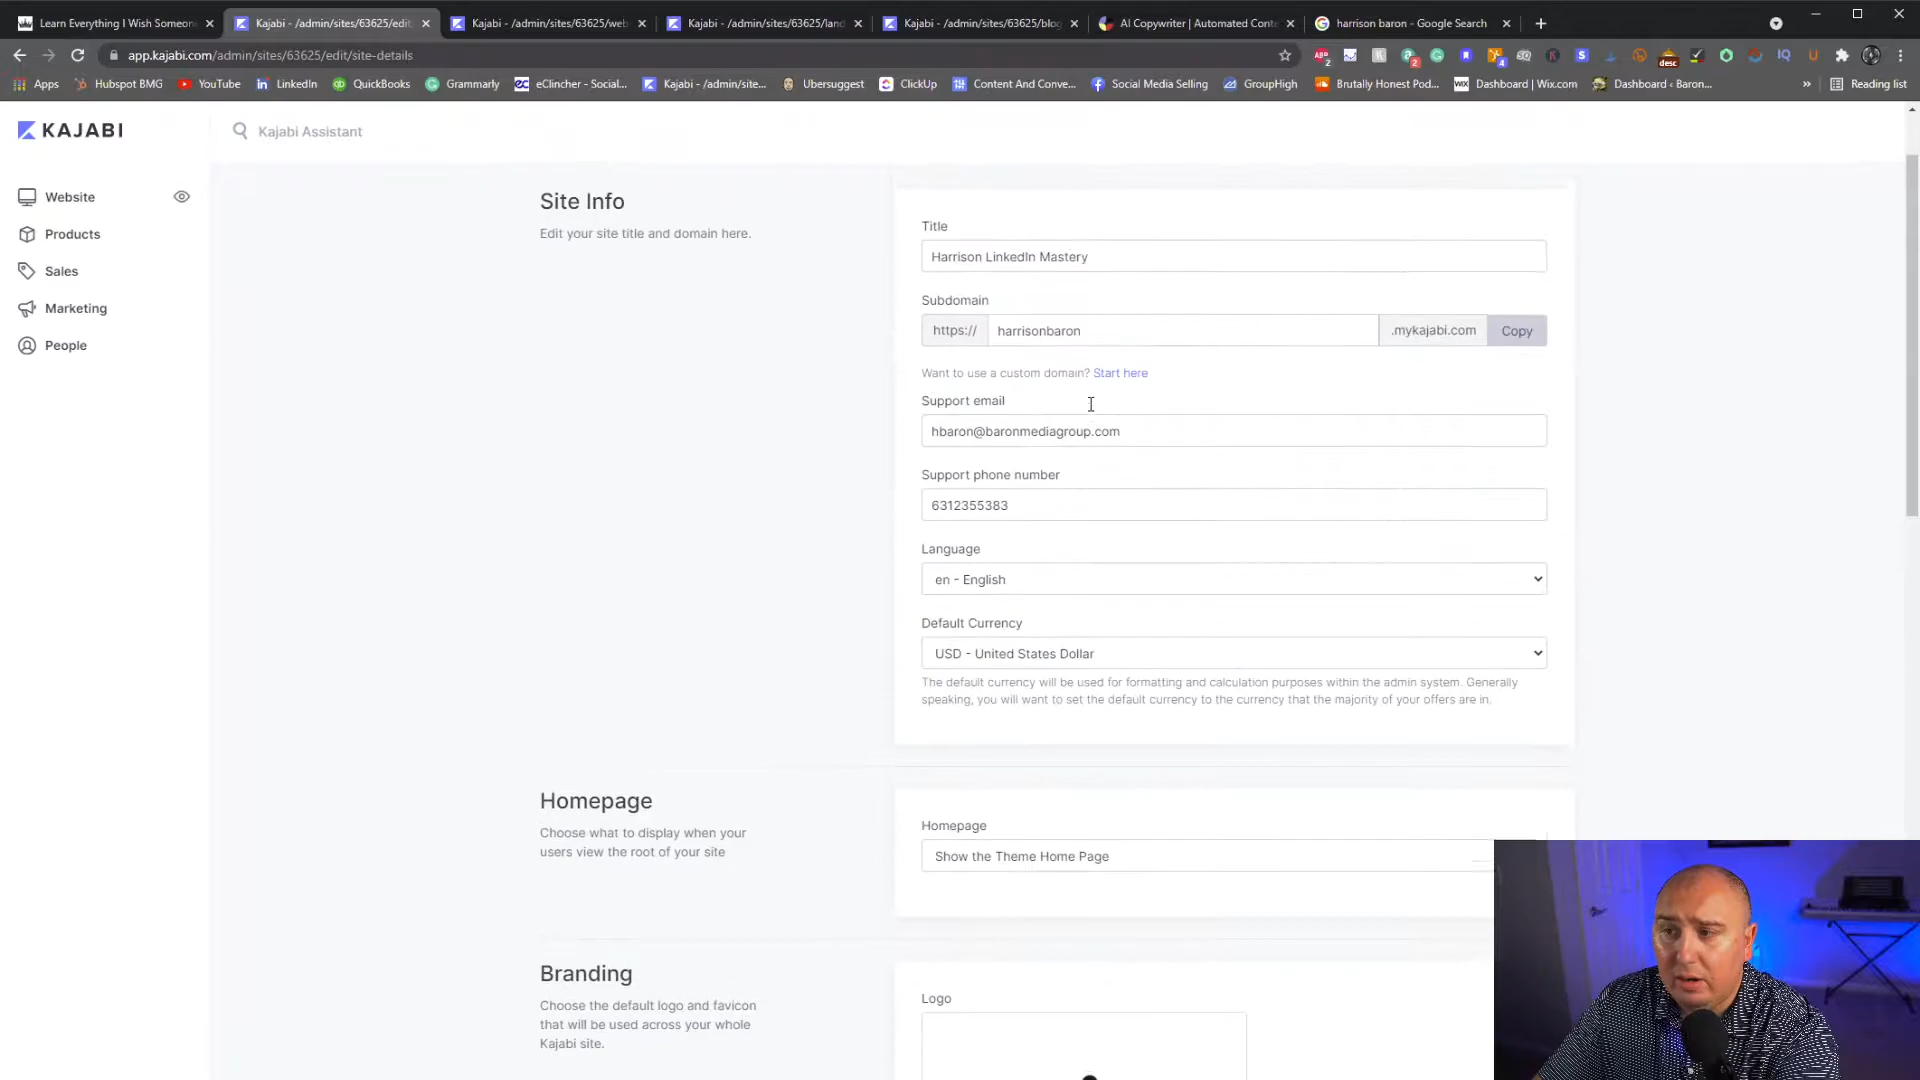 Learn Everything I Wish Someone
Kajabi - /admin/sites/63625/edit
Kajabi - /admin/sites/63625/web
Kajabi - /admin/sites/63625/land
Kajabi - /admin/sites/63625/blog
AI Copywriter | Automated Conte
harrison baron - Google Search
app.kajabi.com/admin/sites/63625/edit/site-details
Apps
Hubspot BMG
YouTube
LinkedIn
QuickBooks
Grammarly
eClincher - Social...
Kajabi - /admin/site...
Ubersuggest
ClickUp
Content And Conve...
Social Media Selling
GroupHigh
Brutally Honest Pod...
Dashboard | Wix.com
Dashboard ‹ Baron...
Reading list
KAJABI
Kajabi Assistant
Website
Products
Sales
Marketing
People
Site Info
Edit your site title and domain here.
Title
Harrison LinkedIn Mastery
Subdomain
https:// harrisonbaron .mykajabi.com Copy
Want to use a custom domain? Start here
Support email
hbaron@baronmediagroup.com
Support phone number
6312355383
Language
en - English
Default Currency
USD - United States Dollar
The default currency will be used for formatting and calculation purposes within the admin system. Generally
speaking, you will want to set the default currency to the currency that the majority of your offers are in.
Homepage
Choose what to display when your
users view the root of your site
Homepage
Show the Theme Home Page
Branding
Choose the default logo and favicon
that will be used across your whole
Kajabi site.
Logo